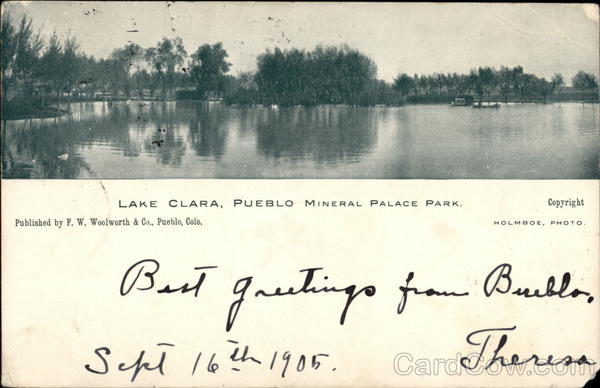 LAKE CLARA, PUEBLO MINERAL PALACE PARK.
Copyright
Published by F. W. Woolworth & Co., Pueblo, Colo.
HOLMBOE, PHOTO.
Best greetings from Pueblo,
Theresa
Sept 16th 1905.
CardCow.com